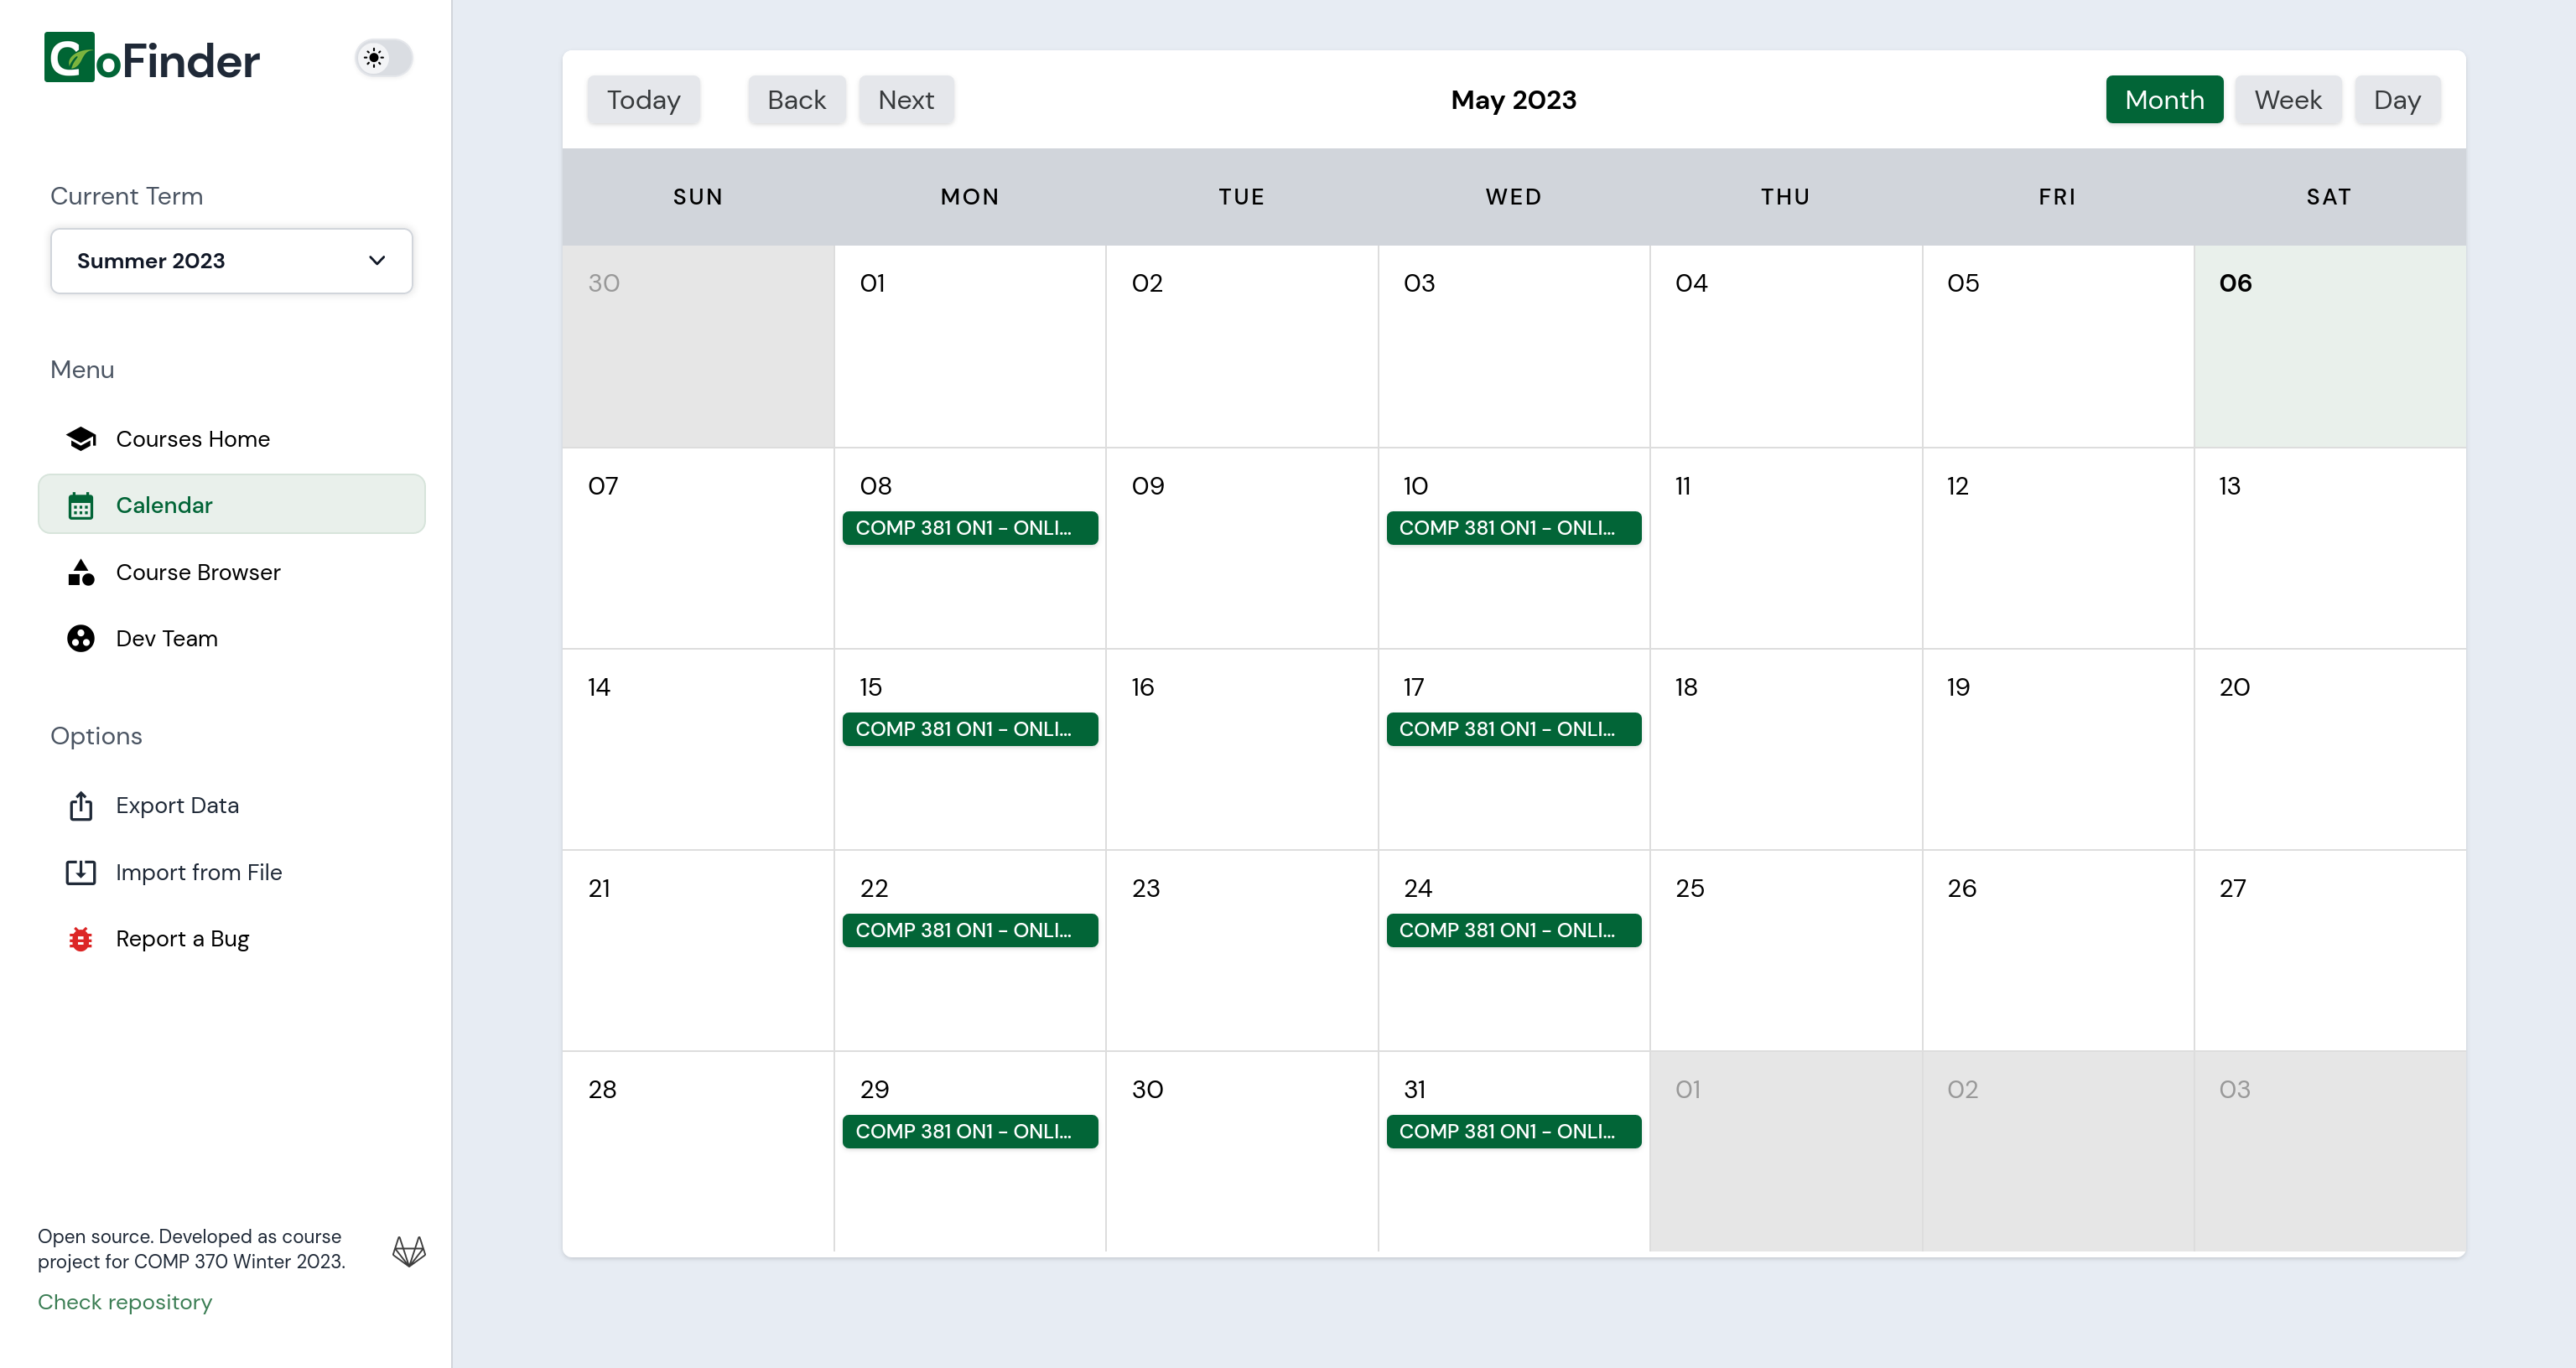 CoFinder
Current Term
Summer 2023
Menu
Courses Home
Calendar
Course Browser
Dev Team
Options
Export Data
Import from File
Report a Bug
Open source. Developed as course
project for COMP 370 Winter 2023.
Check repository
Today Back Next May 2023 Month Week Day
SUN MON TUE WED THU FRI SAT
30 01 02 03 04 05 06
07 08 09 10 11 12 13
COMP 381 ON1 - ONLI... COMP 381 ON1 - ONLI...
14 15 16 17 18 19 20
COMP 381 ON1 - ONLI... COMP 381 ON1 - ONLI...
21 22 23 24 25 26 27
COMP 381 ON1 - ONLI... COMP 381 ON1 - ONLI...
28 29 30 31 01 02 03
COMP 381 ON1 - ONLI... COMP 381 ON1 - ONLI...